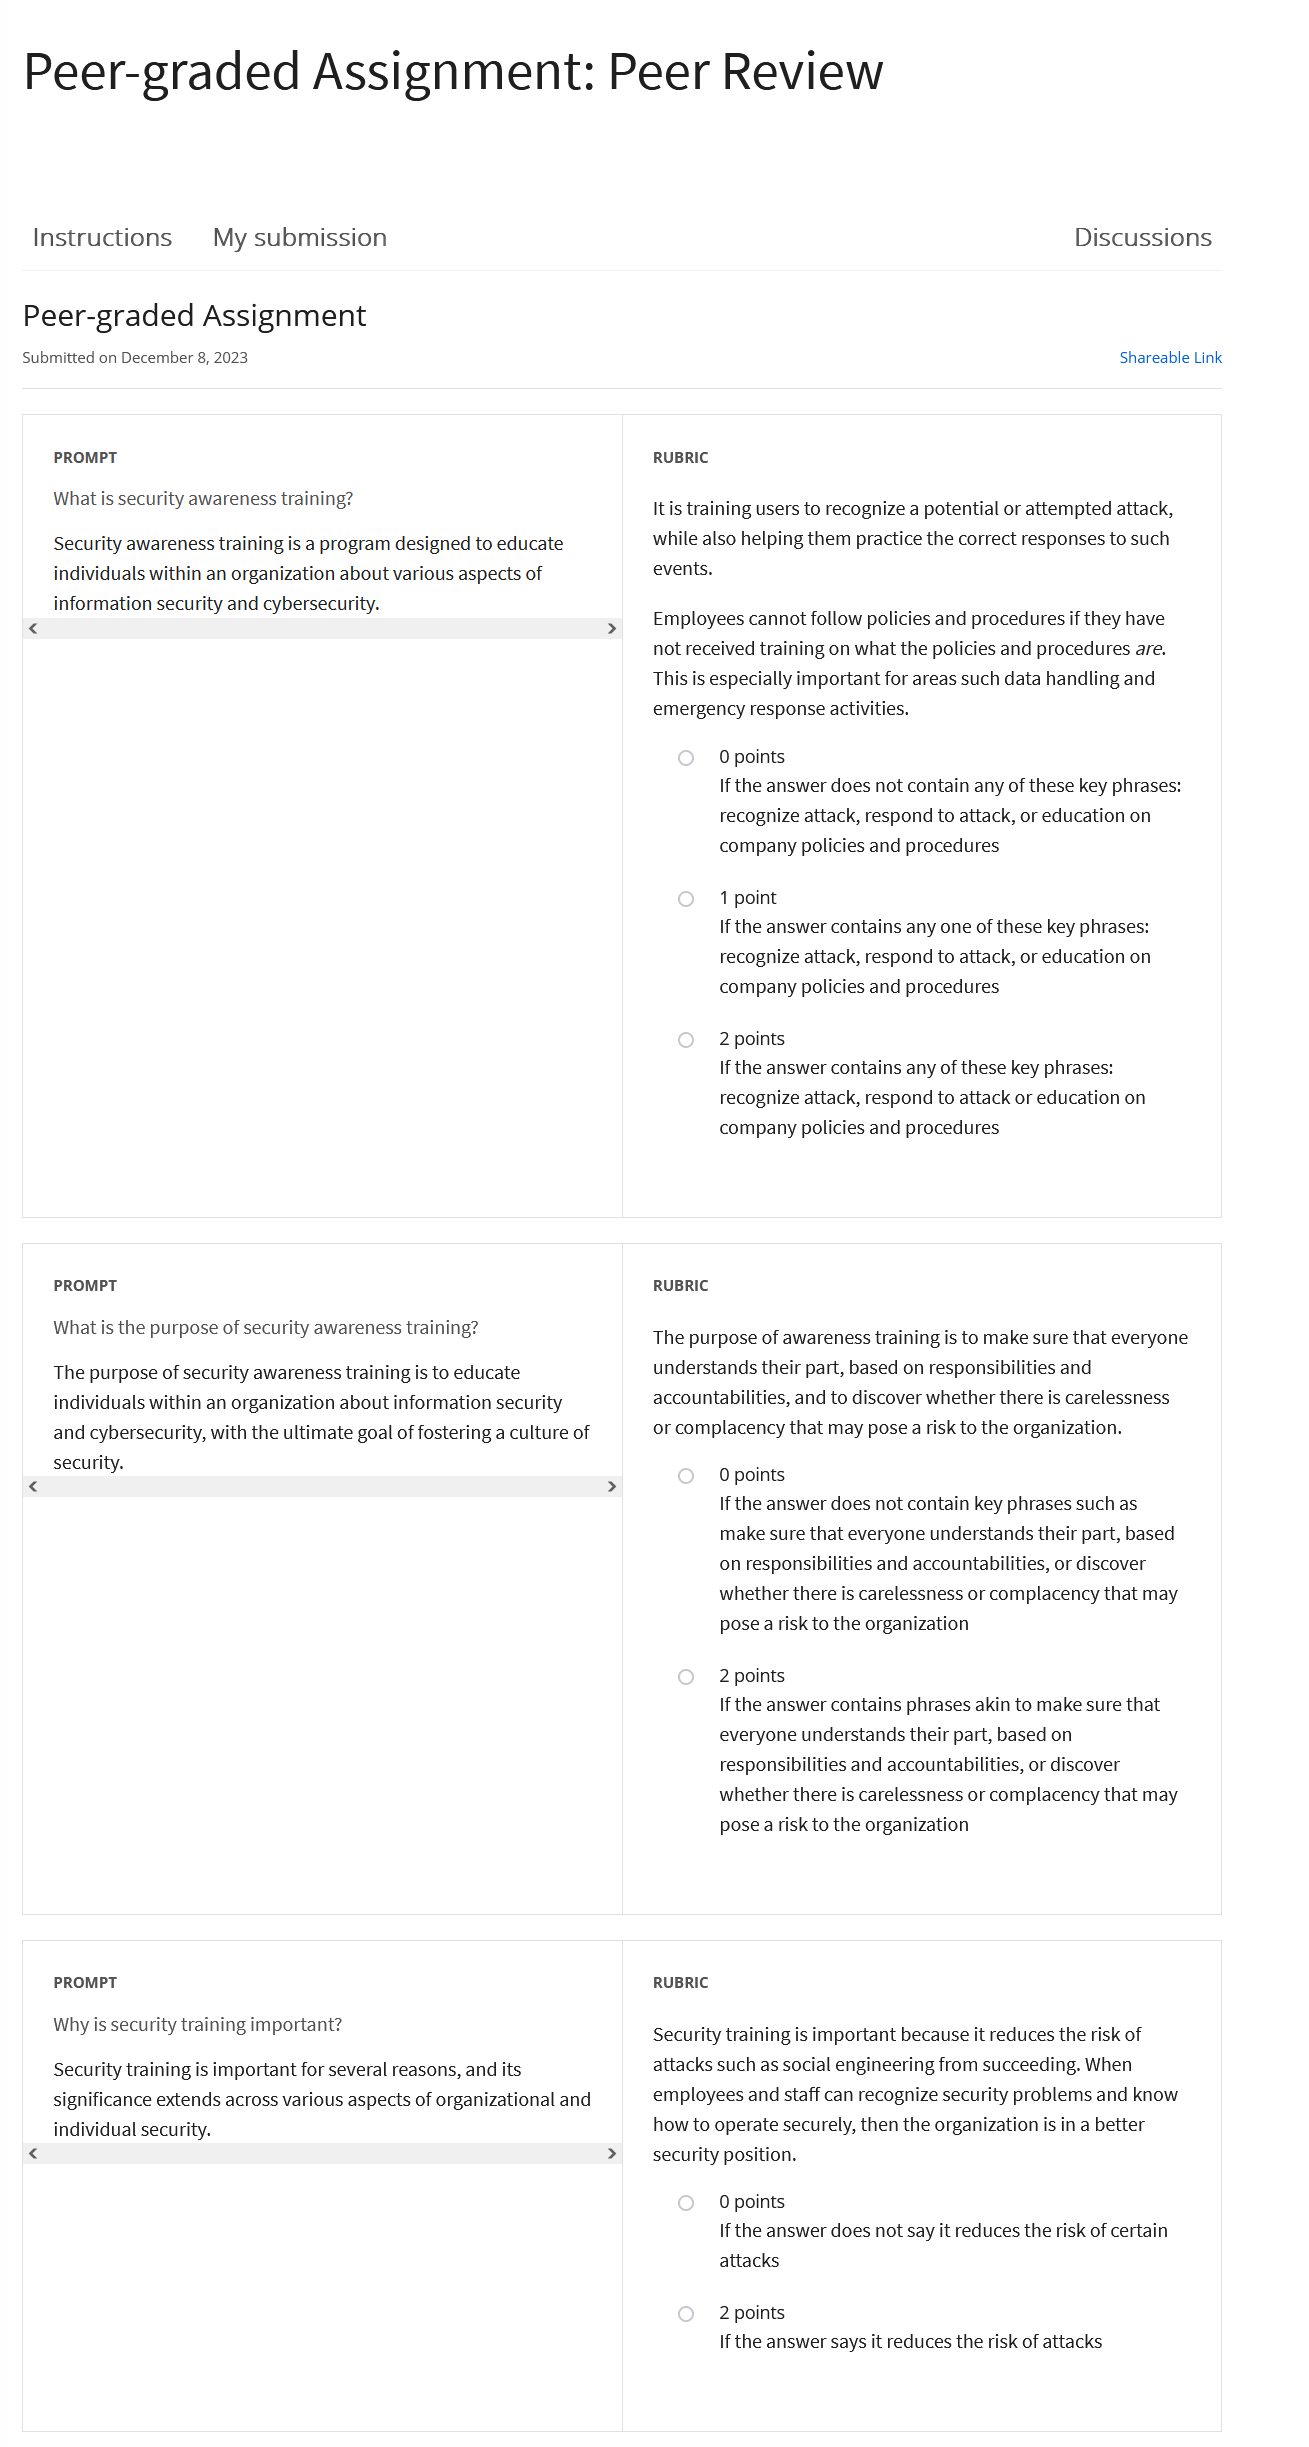 Peer-graded Assignment: Peer Review
Instructions
My submission
Discussions
Peer-graded Assignment
Submitted on December 8, 2023
Shareable Link
PROMPT
What is security awareness training?
Security awareness training is a program designed to educate
individuals within an organization about various aspects of
information security and cybersecurity.
RUBRIC
It is training users to recognize a potential or attempted attack,
while also helping them practice the correct responses to such
events.
Employees cannot follow policies and procedures if they have
not received training on what the policies and procedures are.
This is especially important for areas such data handling and
emergency response activities.
0 points
If the answer does not contain any of these key phrases:
recognize attack, respond to attack, or education on
company policies and procedures
1 point
If the answer contains any one of these key phrases:
recognize attack, respond to attack, or education on
company policies and procedures
2 points
If the answer contains any of these key phrases:
recognize attack, respond to attack or education on
company policies and procedures
PROMPT
What is the purpose of security awareness training?
The purpose of security awareness training is to educate
individuals within an organization about information security
and cybersecurity, with the ultimate goal of fostering a culture of
security.
RUBRIC
The purpose of awareness training is to make sure that everyone
understands their part, based on responsibilities and
accountabilities, and to discover whether there is carelessness
or complacency that may pose a risk to the organization.
0 points
If the answer does not contain key phrases such as
make sure that everyone understands their part, based
on responsibilities and accountabilities, or discover
whether there is carelessness or complacency that may
pose a risk to the organization
2 points
If the answer contains phrases akin to make sure that
everyone understands their part, based on
responsibilities and accountabilities, or discover
whether there is carelessness or complacency that may
pose a risk to the organization
PROMPT
Why is security training important?
Security training is important for several reasons, and its
significance extends across various aspects of organizational and
individual security.
RUBRIC
Security training is important because it reduces the risk of
attacks such as social engineering from succeeding. When
employees and staff can recognize security problems and know
how to operate securely, then the organization is in a better
security position.
0 points
If the answer does not say it reduces the risk of certain
attacks
2 points
If the answer says it reduces the risk of attacks